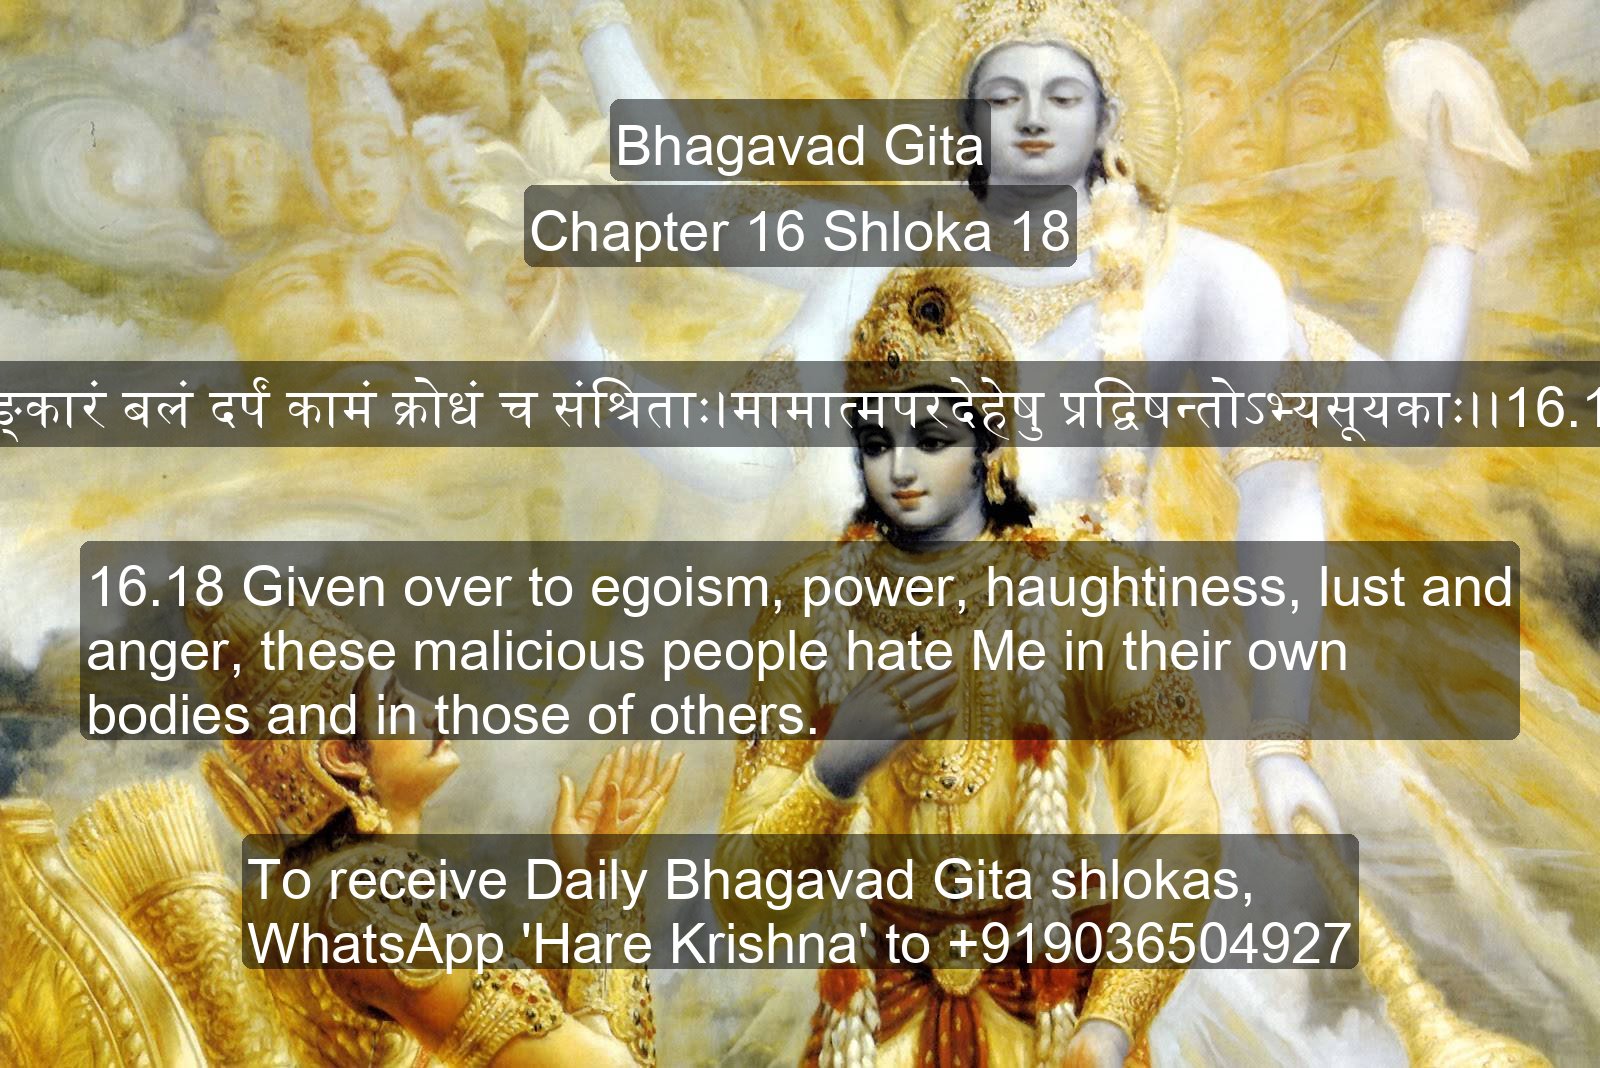 Bhagavad Gita
Chapter 16 Shloka 18
बलं दर्पं कामं क्रोधं च संश्रिताः।मामात्मपरदेहेषु प्रद्विषन्तोऽभ्यसूयकाः।।16.1
16.18 Given over to egoism, power, haughtiness, lust and
anger, these malicious people hate Me in their own
bodies and in those of others.
To receive Daily Bhagavad Gita shlokas,
WhatsApp 'Hare Krishna' to +919036504927